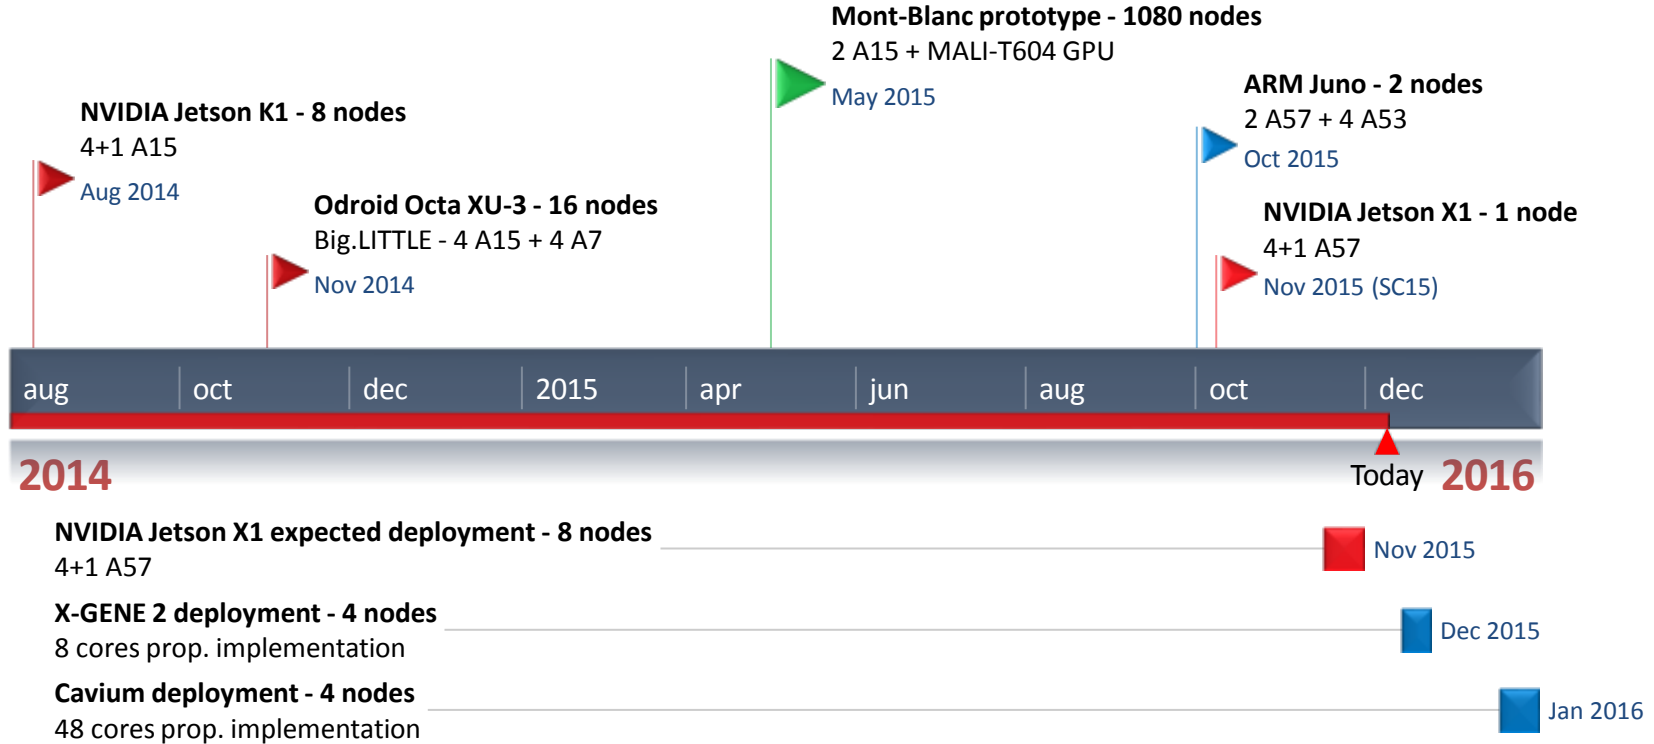 Mont-Blanc prototype - 1080 nodes
2 A15 + MALI-T604 GPU
May 2015
ARM Juno - 2 nodes
2 A57 + 4 A53
Oct 2015
NVIDIA Jetson K1 - 8 nodes
4+1 A15
Aug 2014
Odroid Octa XU-3 - 16 nodes
Big.LITTLE - 4 A15 + 4 A7
Nov 2014
NVIDIA Jetson X1 - 1 node
4+1 A57
Nov 2015 (SC15)
aug oct dec 2015 apr jun aug oct dec
2014 Today 2016
NVIDIA Jetson X1 expected deployment - 8 nodes
4+1 A57
Nov 2015
X-GENE 2 deployment - 4 nodes
8 cores prop. implementation
Dec 2015
Cavium deployment - 4 nodes
48 cores prop. implementation
Jan 2016